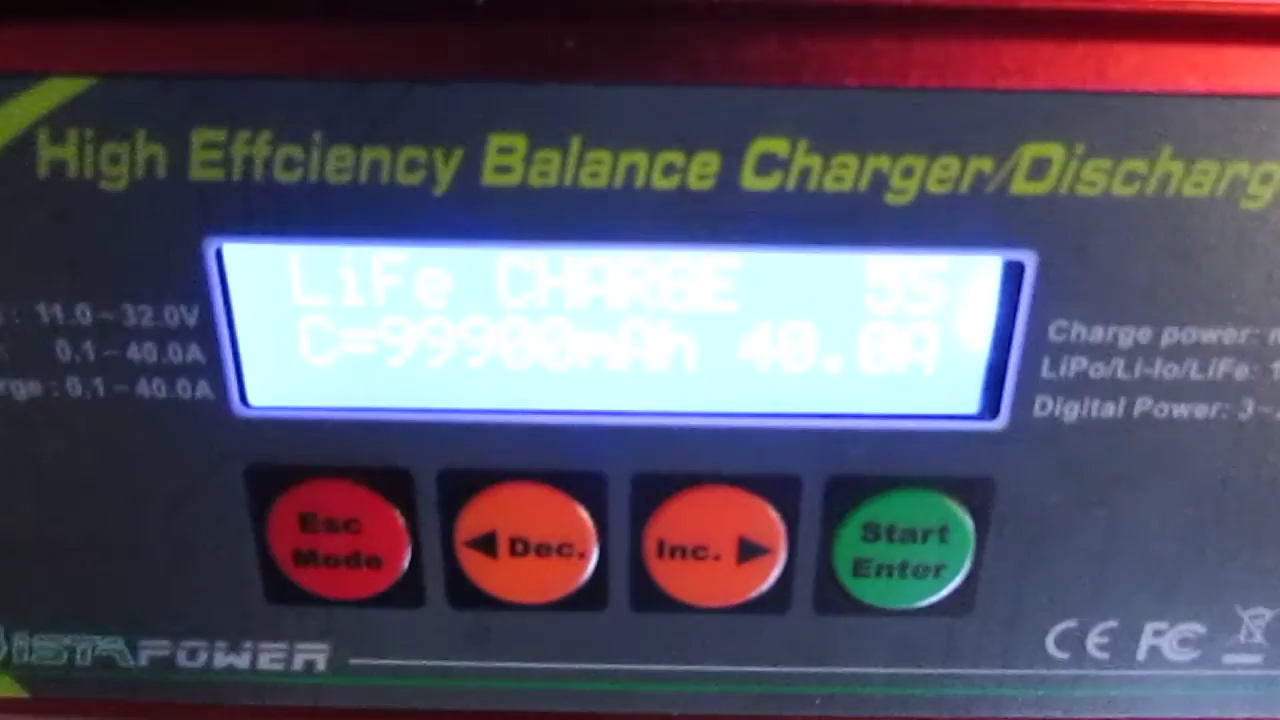 High Effciency Balance Charger/Discharg
LiFe CHARGE 5S
C=99900mAh 40.0A
11.0~32.0V
0.1~40.0A
rge : 0.1~40.0A
Charge power:
LiPo/Li-Io/LiFe: 1
Digital Power: 3~
Esc
Mode
◀ Dec.
Inc. ▶
Start
Enter
ISTAPOWER
CE FC